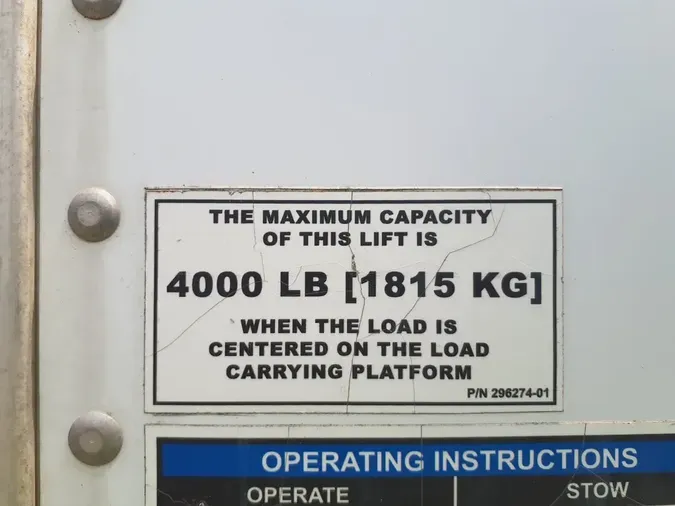 THE MAXIMUM CAPACITY
OF THIS LIFT IS
4000 LB [1815 KG]
WHEN THE LOAD IS
CENTERED ON THE LOAD
CARRYING PLATFORM
P/N 296274-01
OPERATING INSTRUCTIONS
OPERATE
STOW